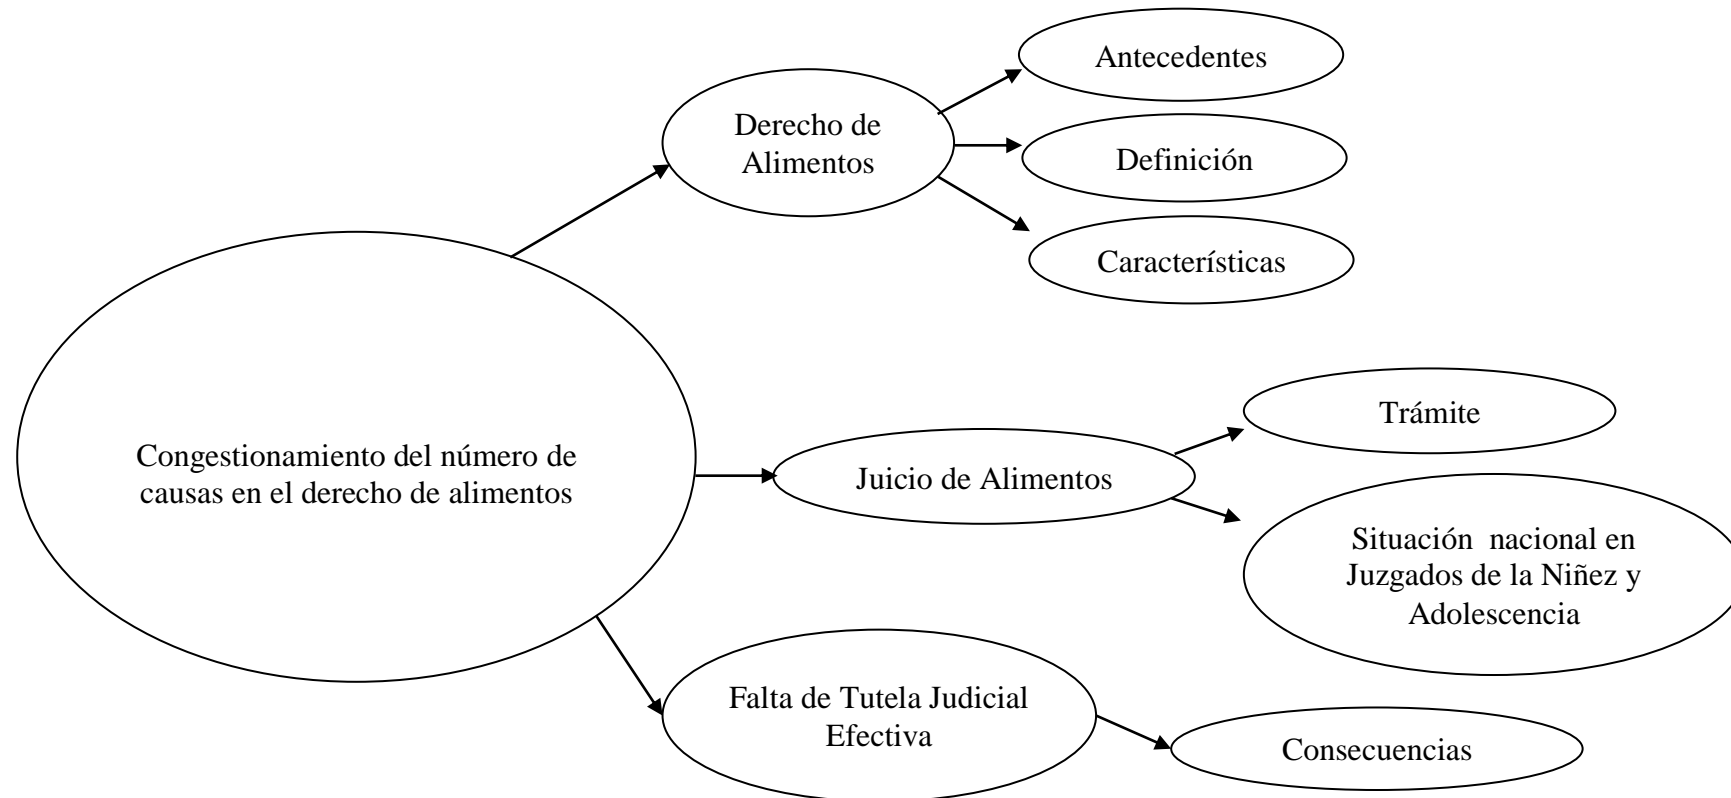 Antecedentes
Derecho de
Alimentos
Definición
Características
Congestionamiento del número de
causas en el derecho de alimentos
Juicio de Alimentos
Trámite
Situación  nacional en
Juzgados de la Niñez y
Adolescencia
Falta de Tutela Judicial
Efectiva
Consecuencias